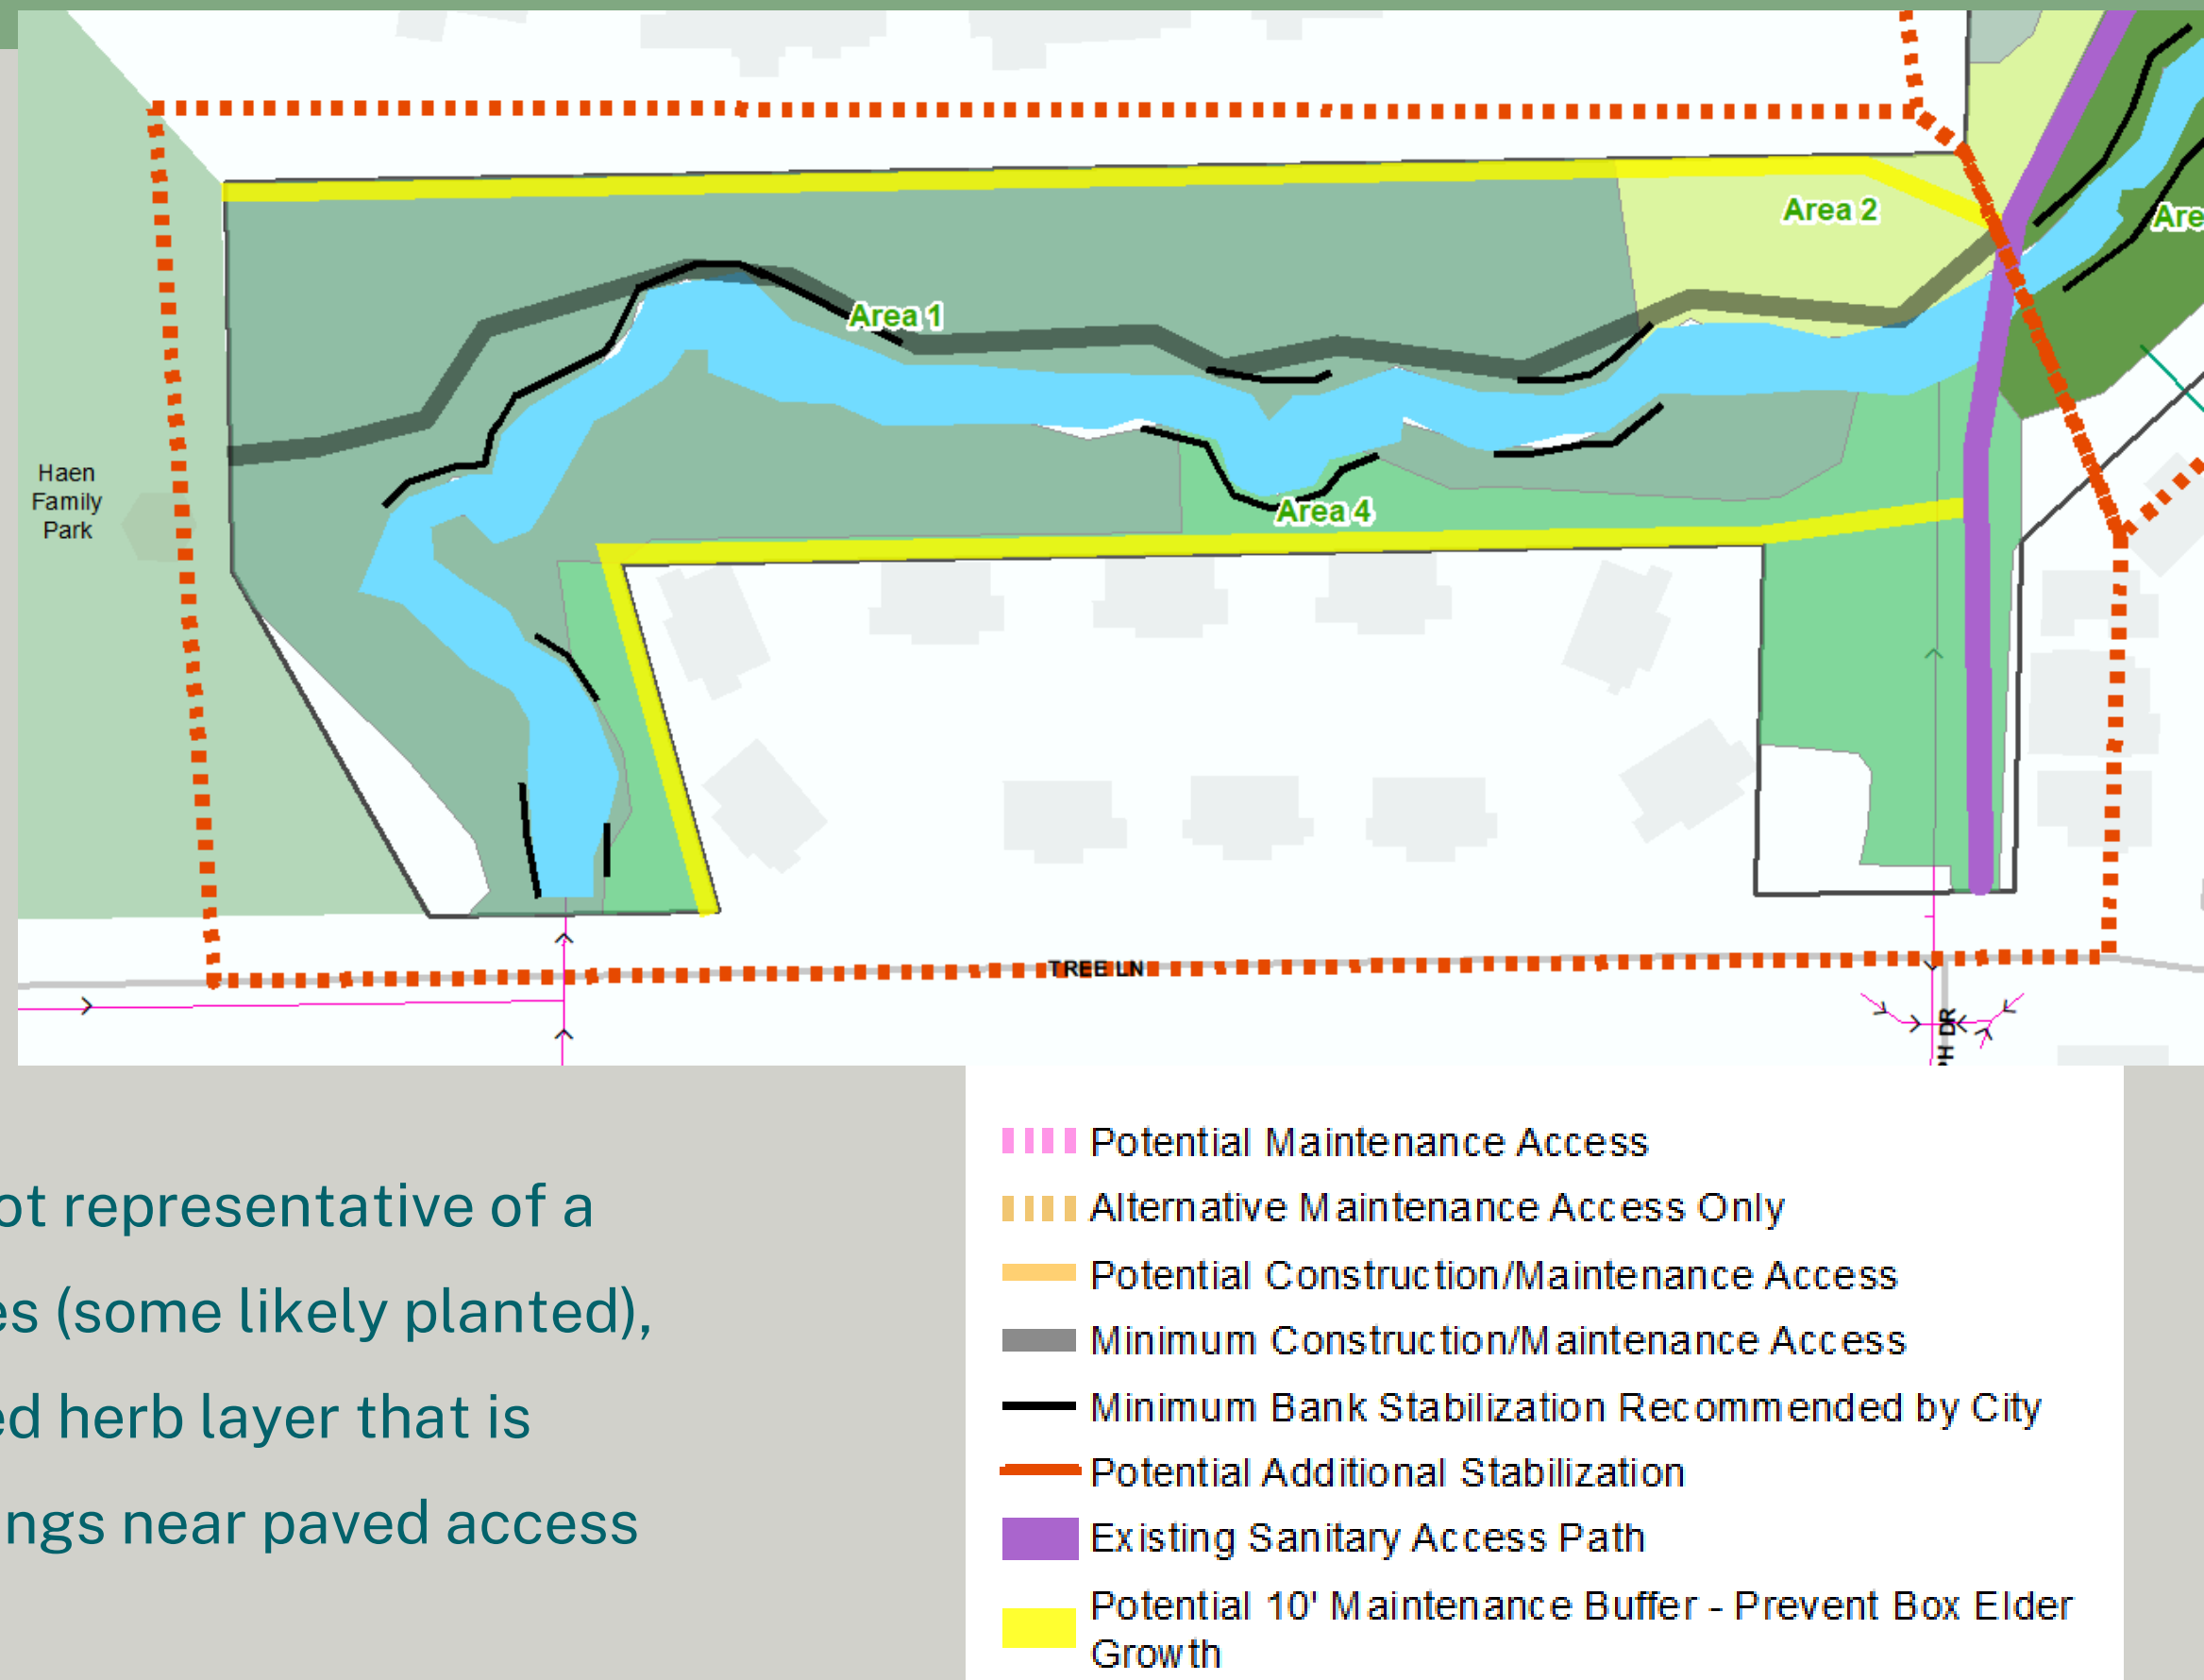 Area 2
Are
Area 1
Haen
Family
Park
Area 4
TREE LN
H DR
ot representative of a
es (some likely planted),
ed herb layer that is
ngs near paved access
Potential Maintenance Access
Alternative Maintenance Access Only
Potential Construction/Maintenance Access
Minimum Construction/Maintenance Access
Minimum Bank Stabilization Recommended by City
Potential Additional Stabilization
Existing Sanitary Access Path
Potential 10' Maintenance Buffer - Prevent Box Elder
Growth